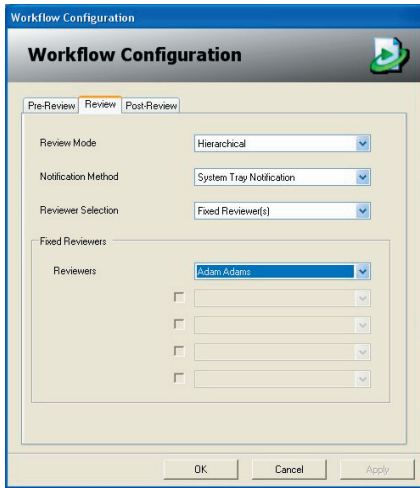 Workflow Configuration
Workflow Configuration
Pre-Review Review Post-Review
Review Mode Hierarchical
Notification Method System Tray Notification
Reviewer Selection Fixed Reviewer(s)
Fixed Reviewers
Reviewers Adam Adams
OK Cancel Apply